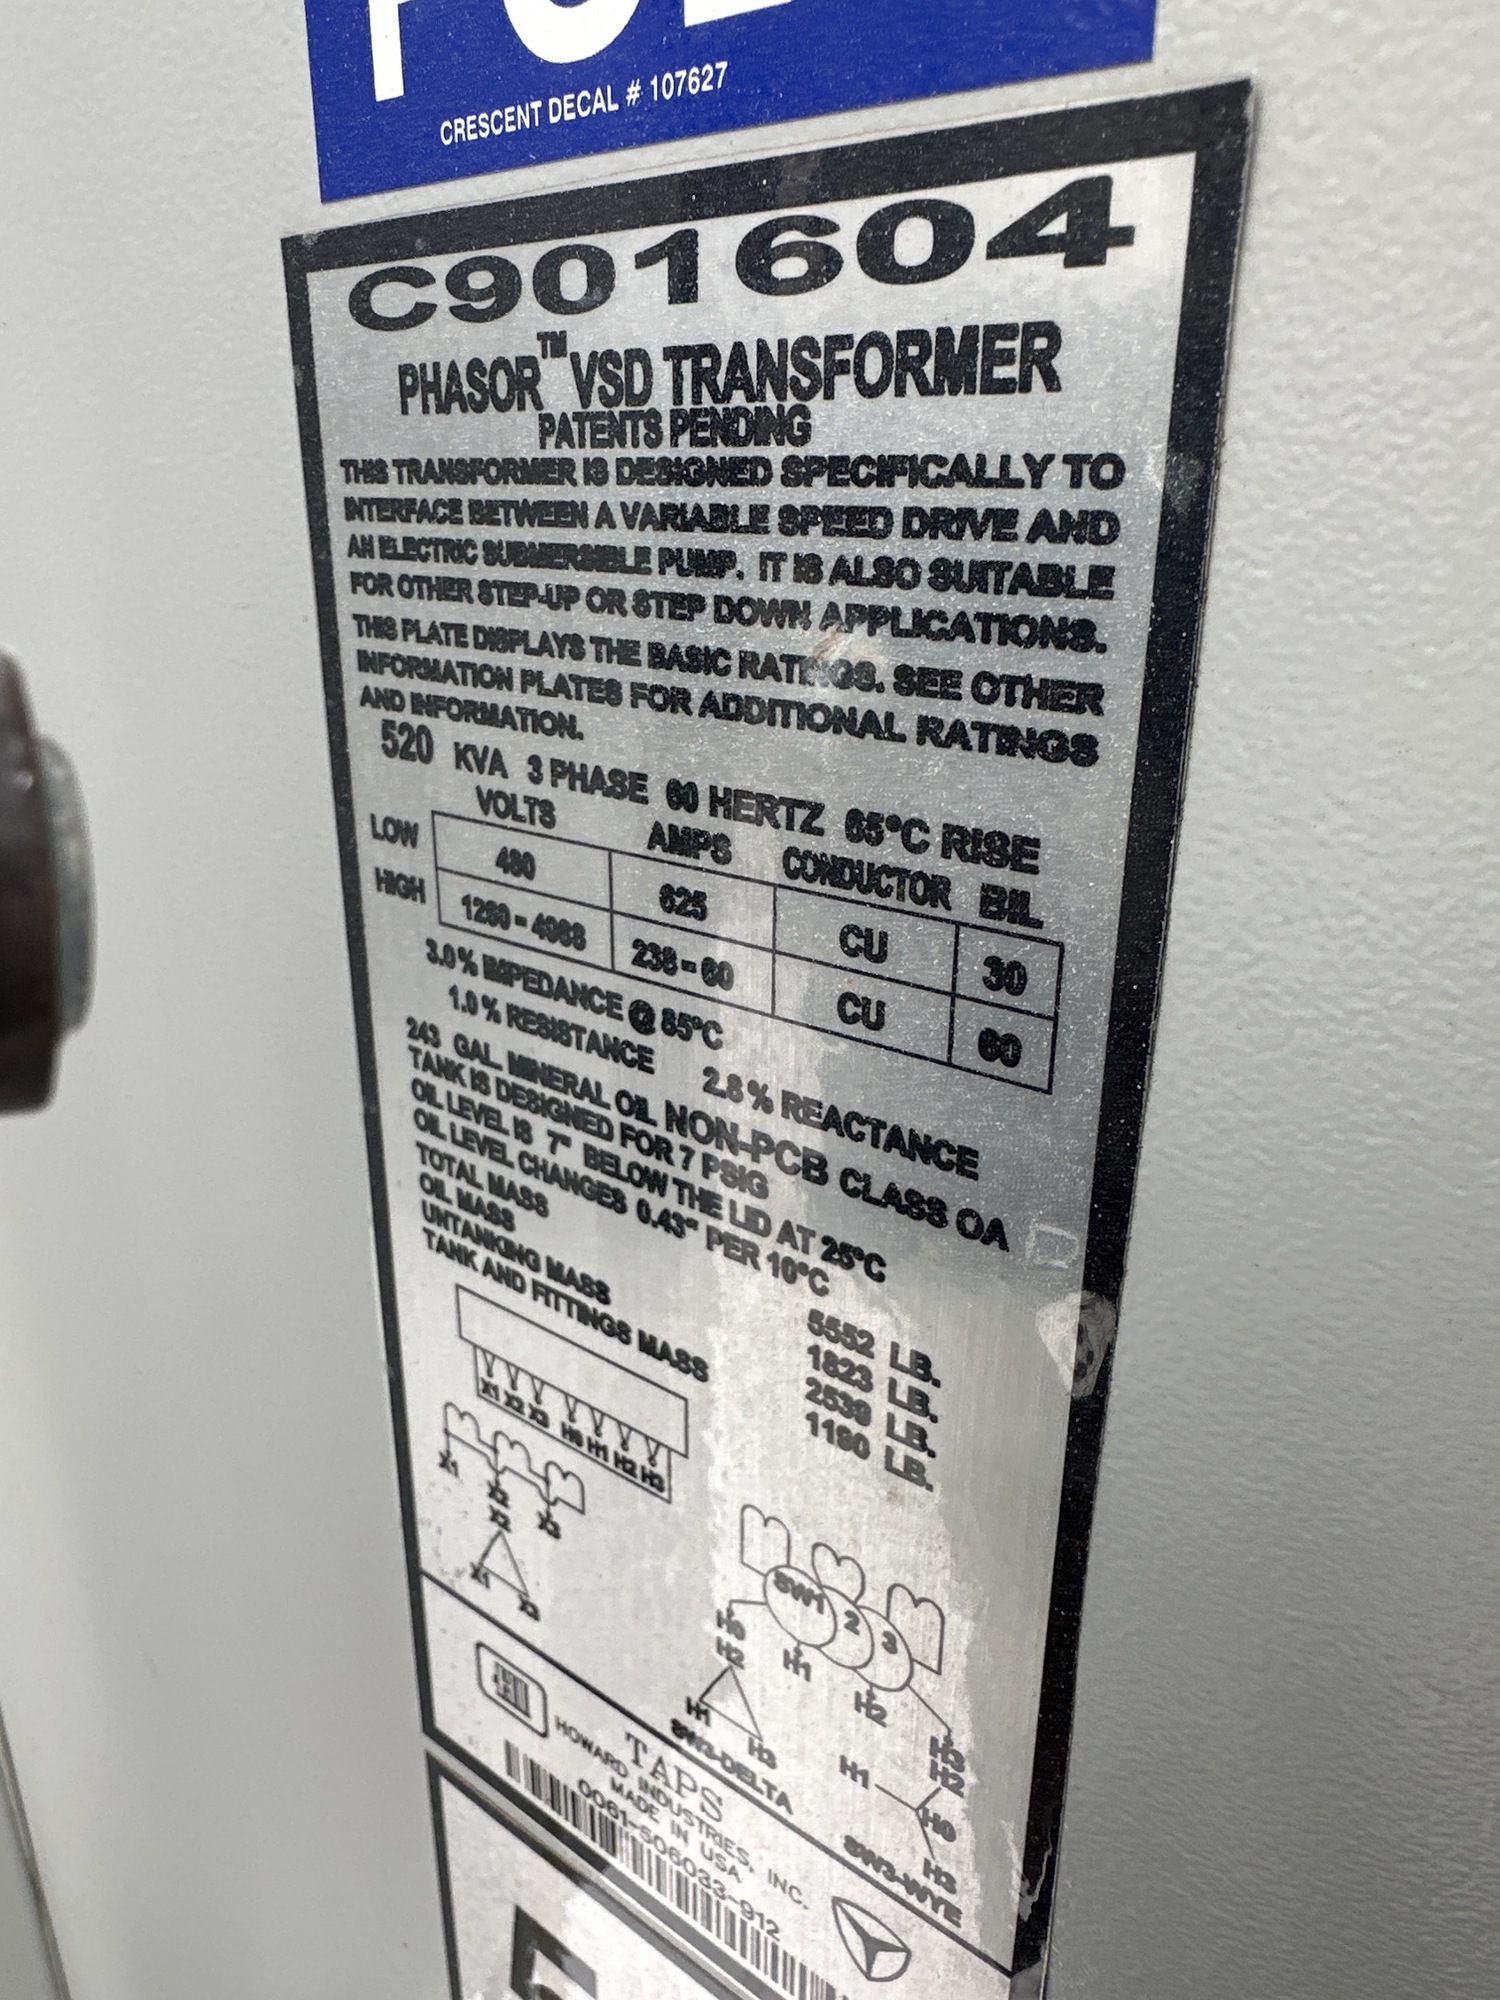 CRESCENT DECAL # 107627
C901604
PHASOR™ VSD TRANSFORMER
PATENTS PENDING
THIS TRANSFORMER IS DESIGNED SPECIFICALLY TO
INTERFACE BETWEEN A VARIABLE SPEED DRIVE AND
AN ELECTRIC SUBMERSIBLE PUMP. IT IS ALSO SUITABLE
FOR OTHER STEP-UP OR STEP DOWN APPLICATIONS.
THIS PLATE DISPLAYS THE BASIC RATINGS. SEE OTHER
INFORMATION PLATES FOR ADDITIONAL RATINGS
AND INFORMATION.
520 KVA 3 PHASE 60 HERTZ 65°C RISE
VOLTS AMPS CONDUCTOR BIL
LOW 480 625 CU 30
HIGH CU 60
3.0% IMPEDANCE @ 85°C
1.0% RESISTANCE 2.8% REACTANCE
243 GAL. MINERAL OIL NON-PCB CLASS OA
TANK IS DESIGNED FOR 7 PSIG
OIL LEVEL IS 7" BELOW THE LID AT 25°C
OIL LEVEL CHANGES 0.43" PER 10°C
TOTAL MASS 5552 LB.
OIL MASS 1823 LB.
UNTANKING MASS 2539 LB.
TANK AND FITTINGS MASS 1190 LB.
X1 X2 X3 H0 H1 H2 H3
X1 X2 X3
X2
X1 X3
SW1 2 3
H0 H1 H2 H3
H2
H1 H3
SW3-DELTA
H2
H1 H0
H3
SW3-WYE
TAPS
HOWARD INDUSTRIES, INC.
MADE IN USA
0061-506033-912